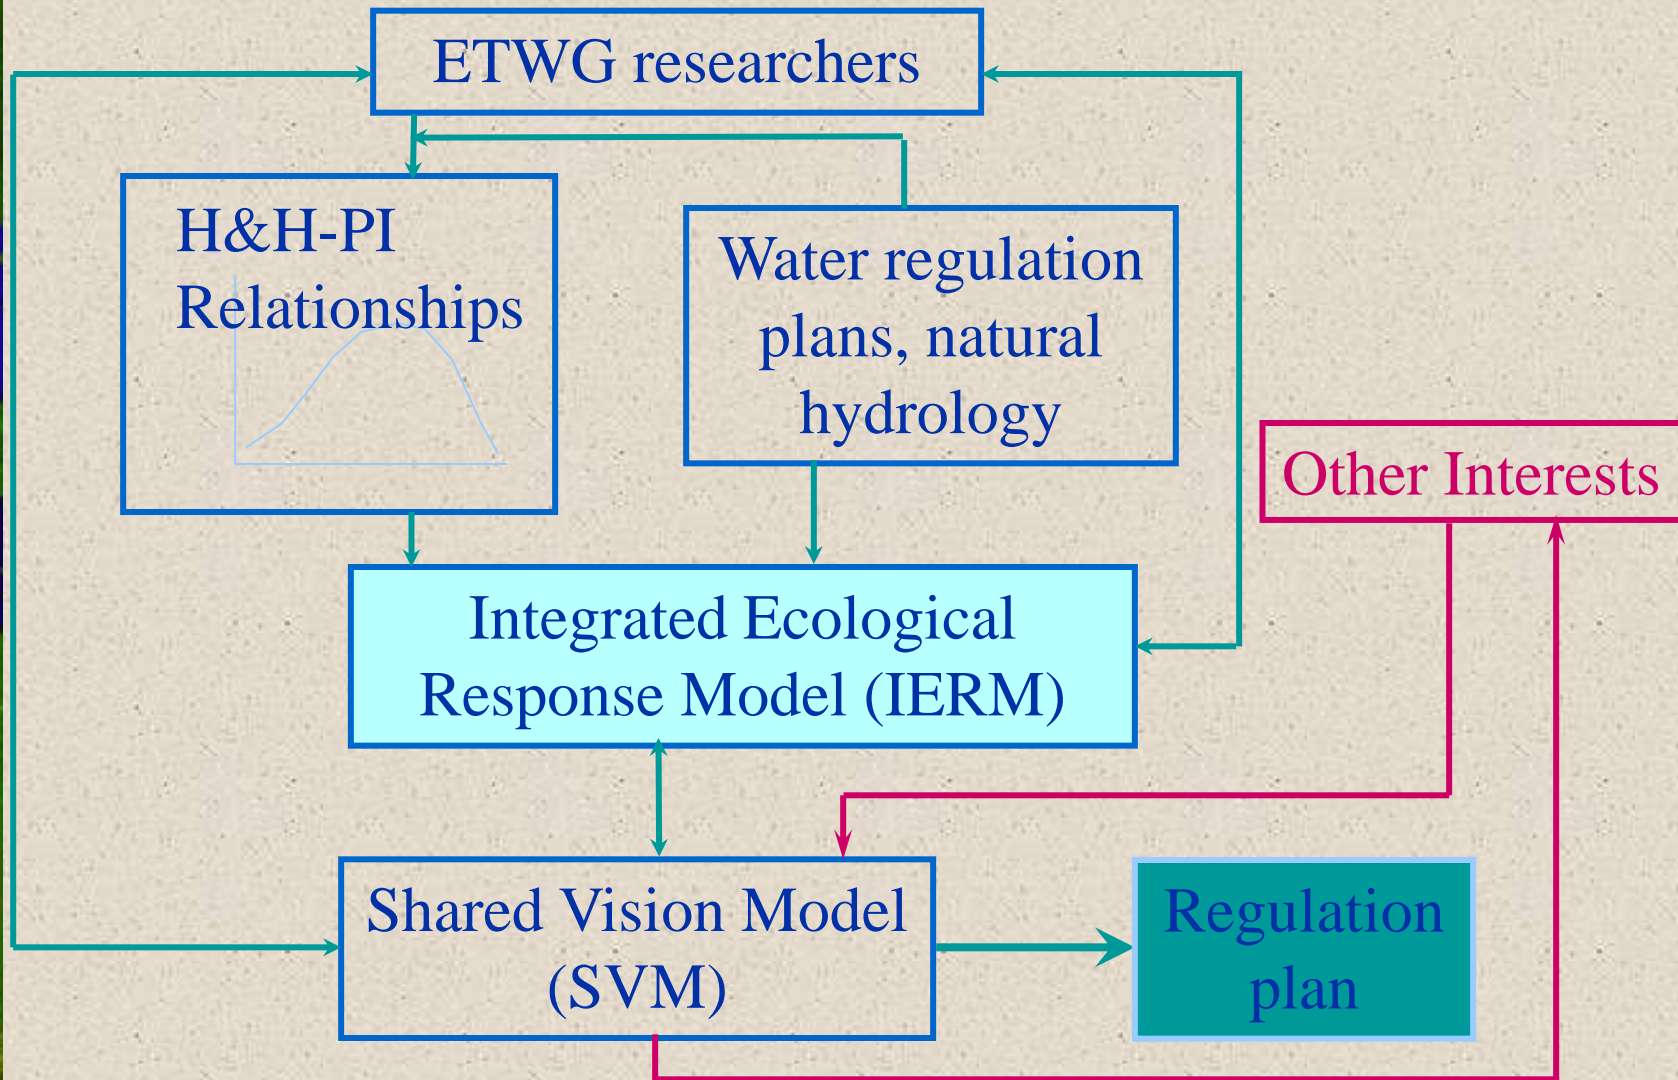 ETWG researchers
H&H-PI
Relationships
Water regulation
plans, natural
hydrology
Other Interests
Integrated Ecological
Response Model (IERM)
Shared Vision Model
(SVM)
Regulation
plan